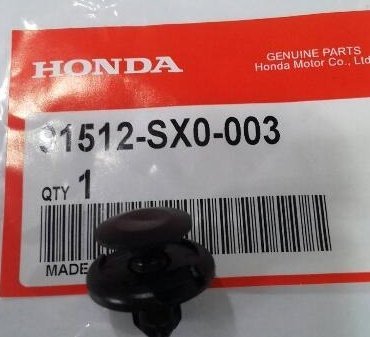 HONDA
GENUINE PARTS
Honda Motor Co., Ltd
91512-SX0-003
QTY 1
MADE